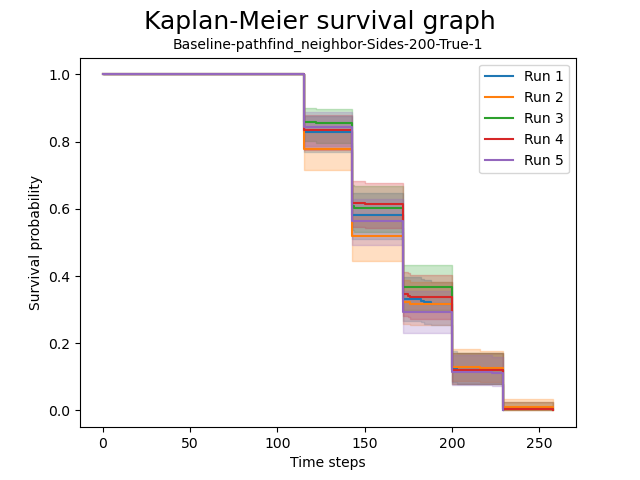 Kaplan-Meier survival graph
Baseline-pathfind_neighbor-Sides-200-True-1
Run 1
Run 2
Run 3
Run 4
Run 5
Survival probability
1.0
0.8
0.6
0.4
0.2
0.0
0 50 100 150 200 250
Time steps